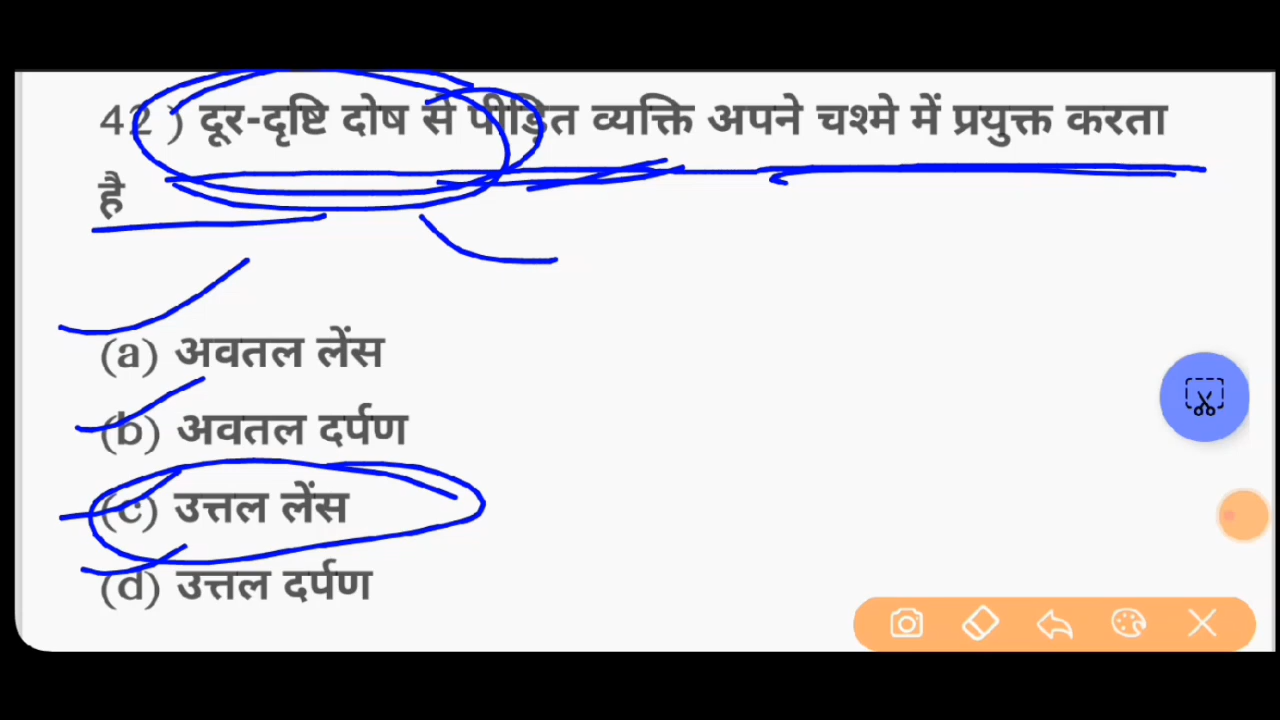 42 ) दूर-दृष्टि दोष से पीड़ित व्यक्ति अपने चश्मे में प्रयुक्त करता
है
(a) अवतल लेंस
(b) अवतल दर्पण
(c) उत्तल लेंस
(d) उत्तल दर्पण